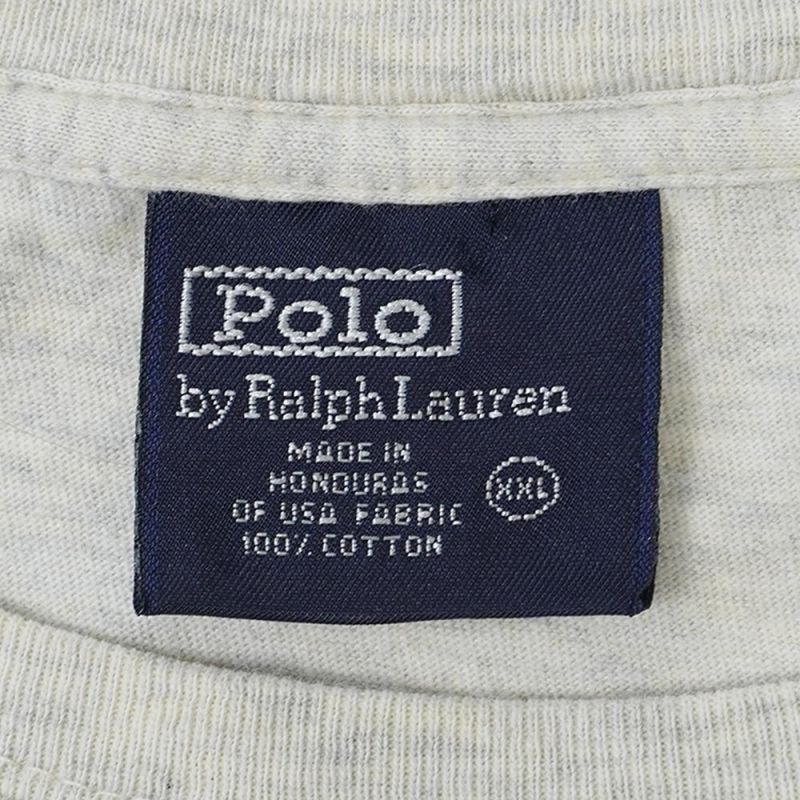 Polo
by Ralph Lauren
MADE IN
HONDURAS
OF USA FABRIC
100% COTTON
XXL